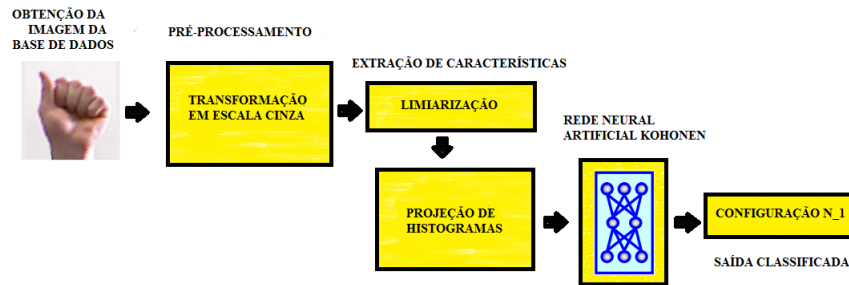 OBTENÇÃO DA
IMAGEM DA
BASE DE DADOS
PRÉ-PROCESSAMENTO
TRANSFORMAÇÃO
EM ESCALA CINZA
EXTRAÇÃO DE CARACTERÍSTICAS
LIMIARIZAÇÃO
PROJEÇÃO DE
HISTOGRAMAS
REDE NEURAL
ARTIFICIAL KOHONEN
CONFIGURAÇÃO N_1
SAÍDA CLASSIFICADA